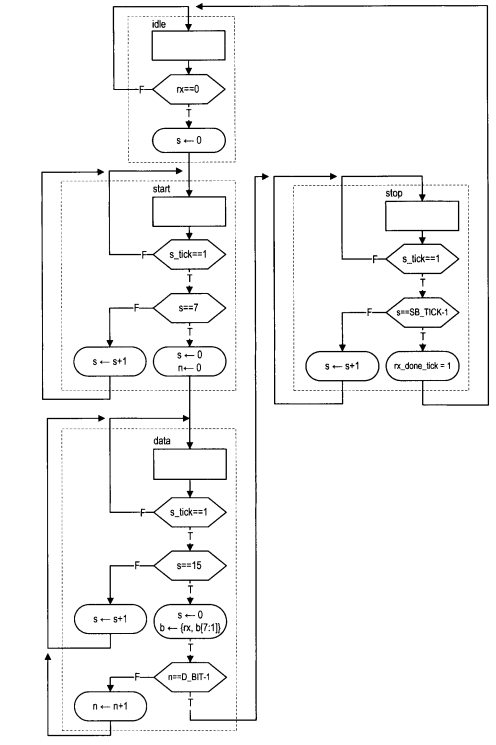 idle
rx==0
F
T
s ← 0
start
s_tick==1
F
T
s==7
F
T
s ← s+1
s ← 0
n ← 0
data
s_tick==1
F
T
s==15
F
T
s ← s+1
s ← 0
b ← {rx, b[7:1]}
T
n==D_BIT-1
F
T
n ← n+1
stop
s_tick==1
F
T
s==SB_TICK-1
F
T
s ← s+1
rx_done_tick = 1